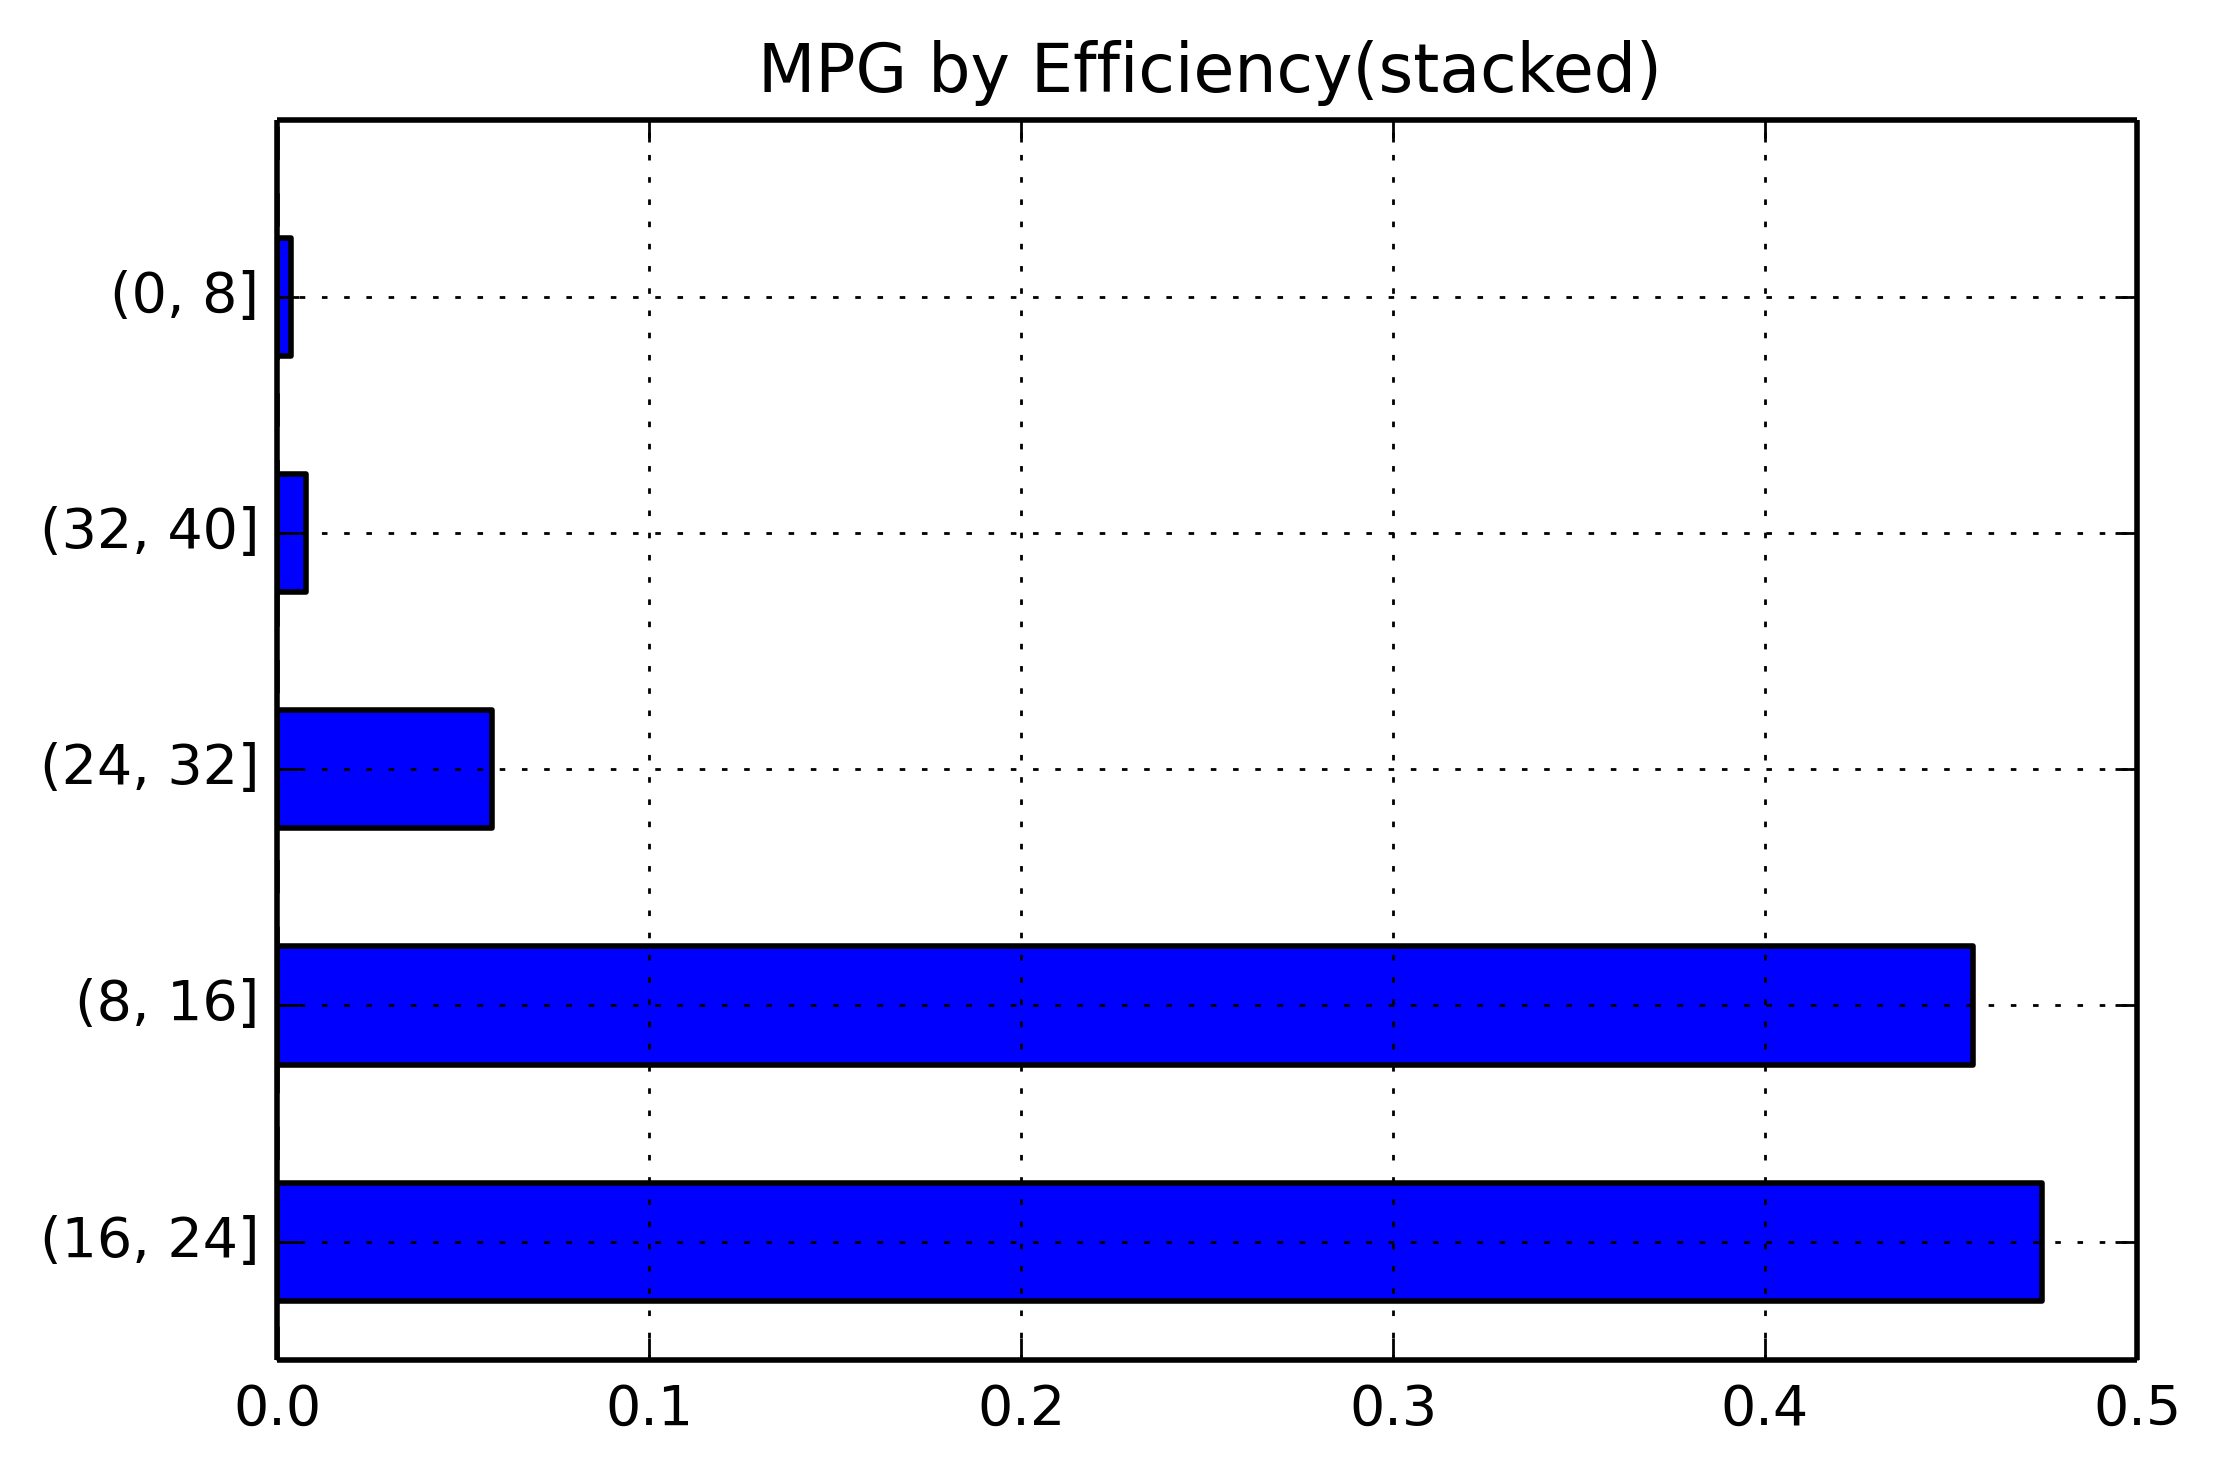 MPG by Efficiency(stacked)
(0, 8]
(32, 40]
(24, 32]
(8, 16]
(16, 24]
0.0 0.1 0.2 0.3 0.4 0.5